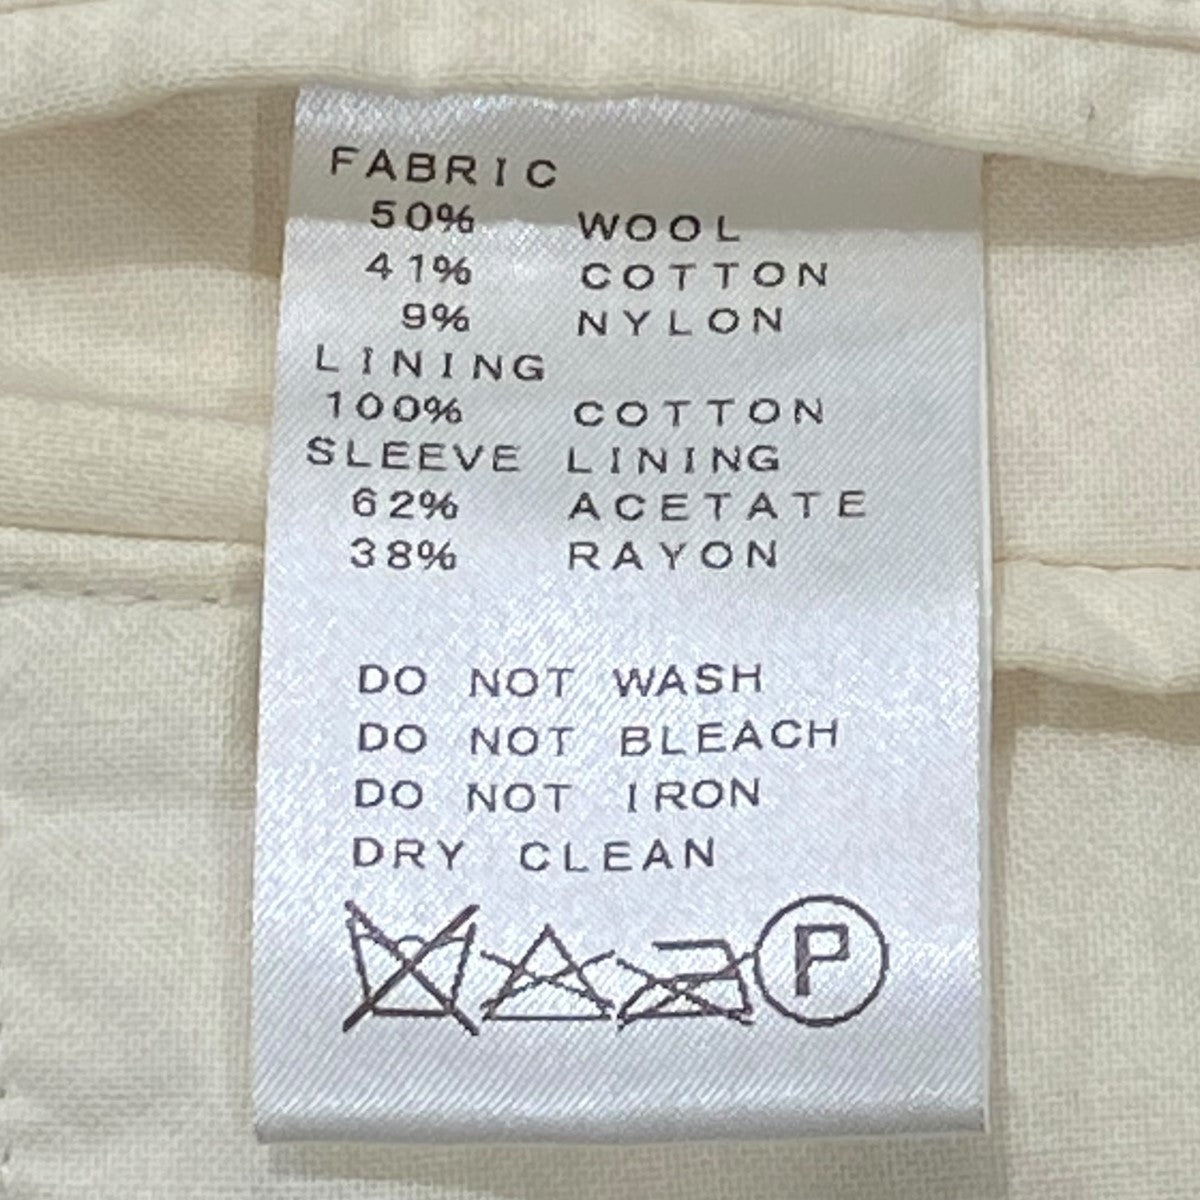 FABRIC
50% WOOL
41% COTTON
9% NYLON
LINING
100% COTTON
SLEEVE LINING
62% ACETATE
38% RAYON
DO NOT WASH
DO NOT BLEACH
DO NOT IRON
DRY CLEAN
P